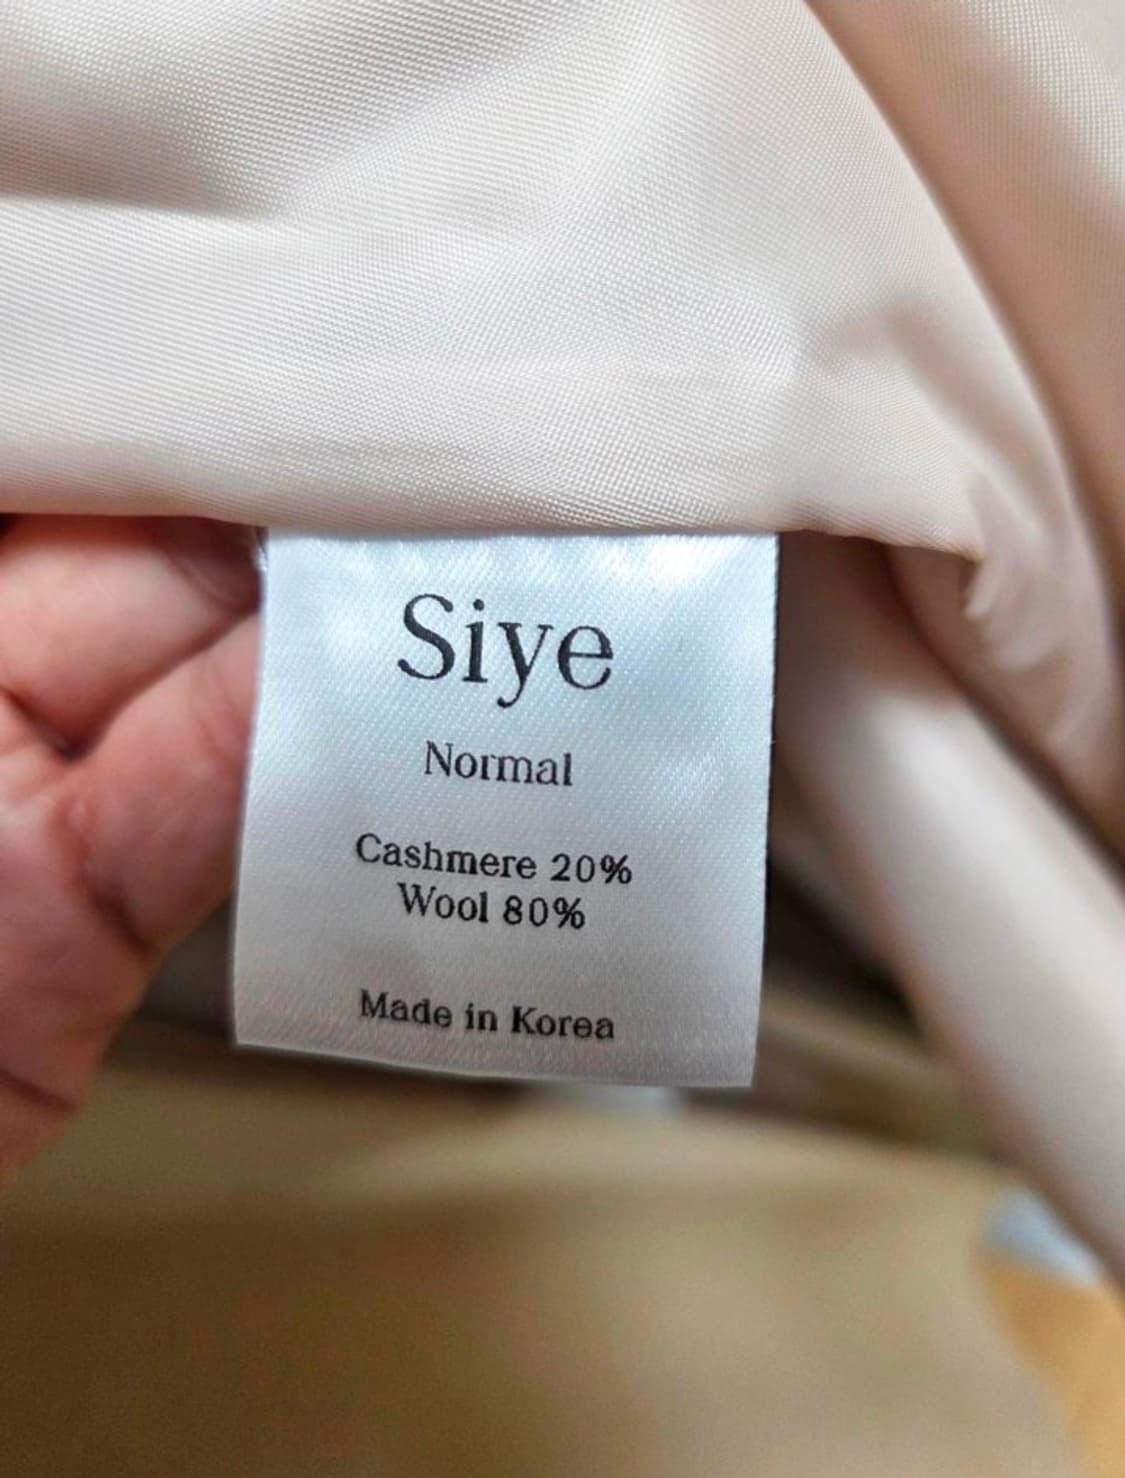 Siye
Normal
Cashmere 20%
Wool 80%
Made in Korea